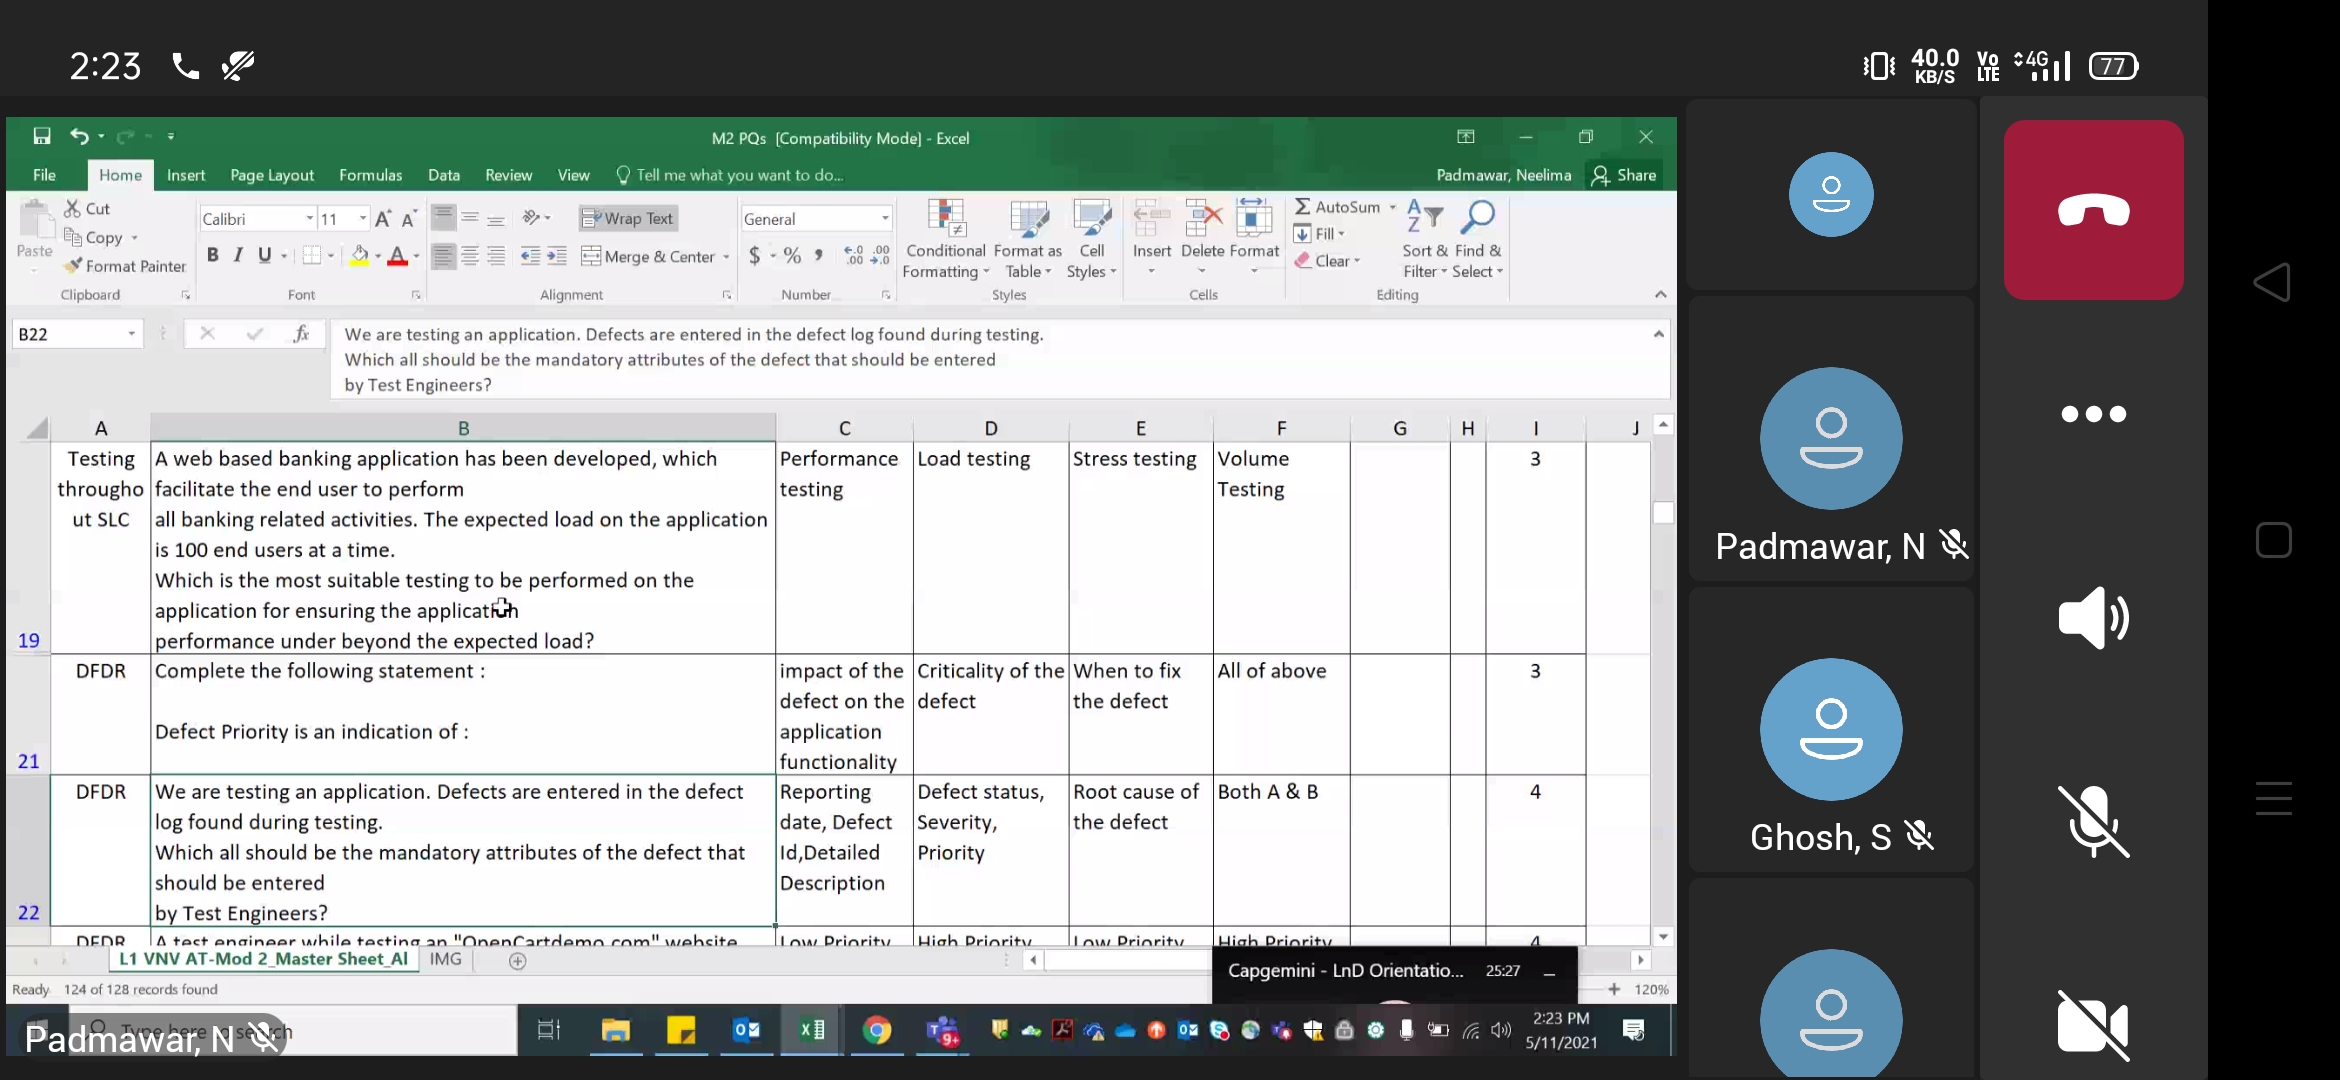 2:23
40.0 KB/S
Vo LTE
4G
77
M2 PQs [Compatibility Mode] - Excel
File Home Insert Page Layout Formulas Data Review View Tell me what you want to do...
Padmawar, Neelima Share
Cut
Copy
Format Painter
Paste
Clipboard
Calibri 11
B I U
Font
Wrap Text
Merge & Center
Alignment
General
$ % ,
Number
Conditional Formatting
Format as Table
Cell Styles
Styles
Insert Delete Format
Cells
AutoSum
Fill
Clear
Sort & Filter
Find & Select
Editing
B22
fx
We are testing an application. Defects are entered in the defect log found during testing.
Which all should be the mandatory attributes of the defect that should be entered
by Test Engineers?
A B C D E F G H I J
19
Testing
througho
ut SLC
A web based banking application has been developed, which
facilitate the end user to perform
all banking related activities. The expected load on the application
is 100 end users at a time.
Which is the most suitable testing to be performed on the
application for ensuring the application
performance under beyond the expected load?
Performance
testing
Load testing
Stress testing
Volume
Testing
3
21
DFDR
Complete the following statement :
Defect Priority is an indication of :
impact of the
defect on the
application
functionality
Criticality of the
defect
When to fix
the defect
All of above
3
22
DFDR
We are testing an application. Defects are entered in the defect
log found during testing.
Which all should be the mandatory attributes of the defect that
should be entered
by Test Engineers?
Reporting
date, Defect
Id,Detailed
Description
Defect status,
Severity,
Priority
Root cause of
the defect
Both A & B
4
DFDR
A test engineer while testing an "OpenCartdemo.com" website
Low Priority
High Priority
Low Priority
High Priority
4
L1 VNV AT-Mod 2_Master Sheet_Al
IMG
Capgemini - LnD Orientatio... 25:27
Ready 124 of 128 records found
120%
Type here to search
9+
2:23 PM
5/11/2021
Padmawar, N
Padmawar, N
Ghosh, S